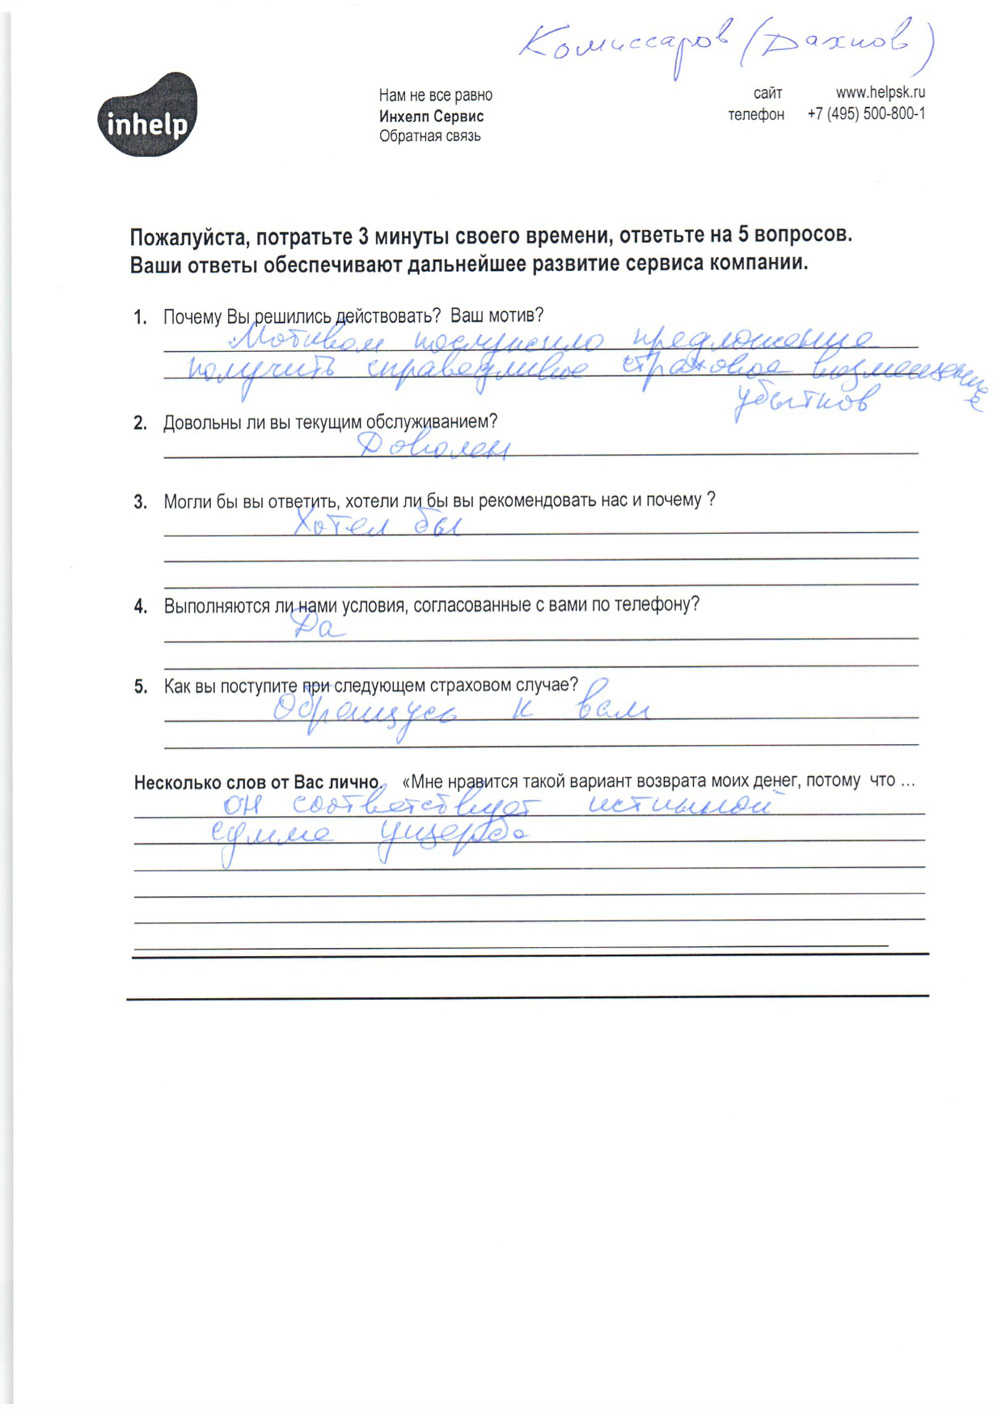 Комиссаров (Дахнов)
inhelp
Нам не все равно
Инхелп Сервис
Обратная связь
сайт www.helpsk.ru
телефон +7 (495) 500-800-1
Пожалуйста, потратьте 3 минуты своего времени, ответьте на 5 вопросов.
Ваши ответы обеспечивают дальнейшее развитие сервиса компании.
1. Почему Вы решились действовать? Ваш мотив?
Мотивом послужило предложение
получить справедливое страховое возмещение
убытков
2. Довольны ли вы текущим обслуживанием?
Доволен
3. Могли бы вы ответить, хотели ли бы вы рекомендовать нас и почему ?
Хотел бы
4. Выполняются ли нами условия, согласованные с вами по телефону?
Да
5. Как вы поступите при следующем страховом случае?
Обращусь к вам
Несколько слов от Вас лично. «Мне нравится такой вариант возврата моих денег, потому что ...
он соответствует истинной
сумме ущерба